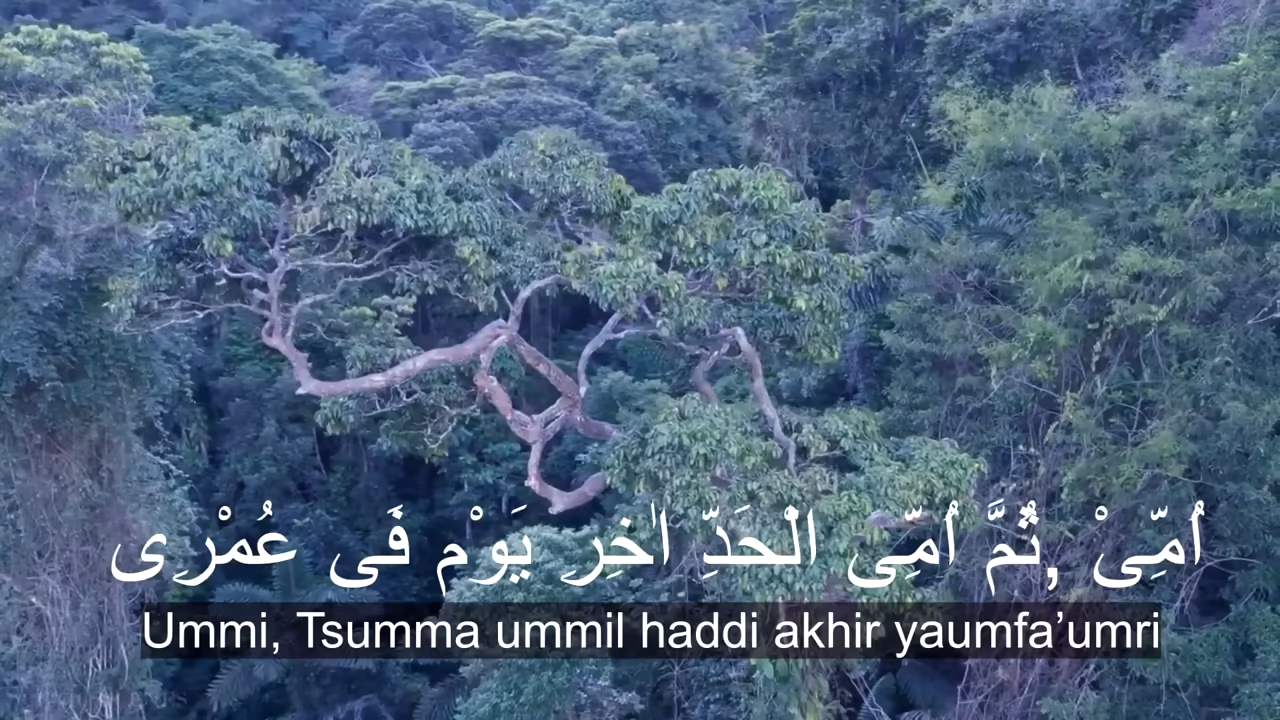 اُمِّىْ ,ثُمَّ اُمِّى الْحَدِّ اٰخِرِ يَوْم فَى عُمْرِى
Ummi, Tsumma ummil haddi akhir yaumfa’umri